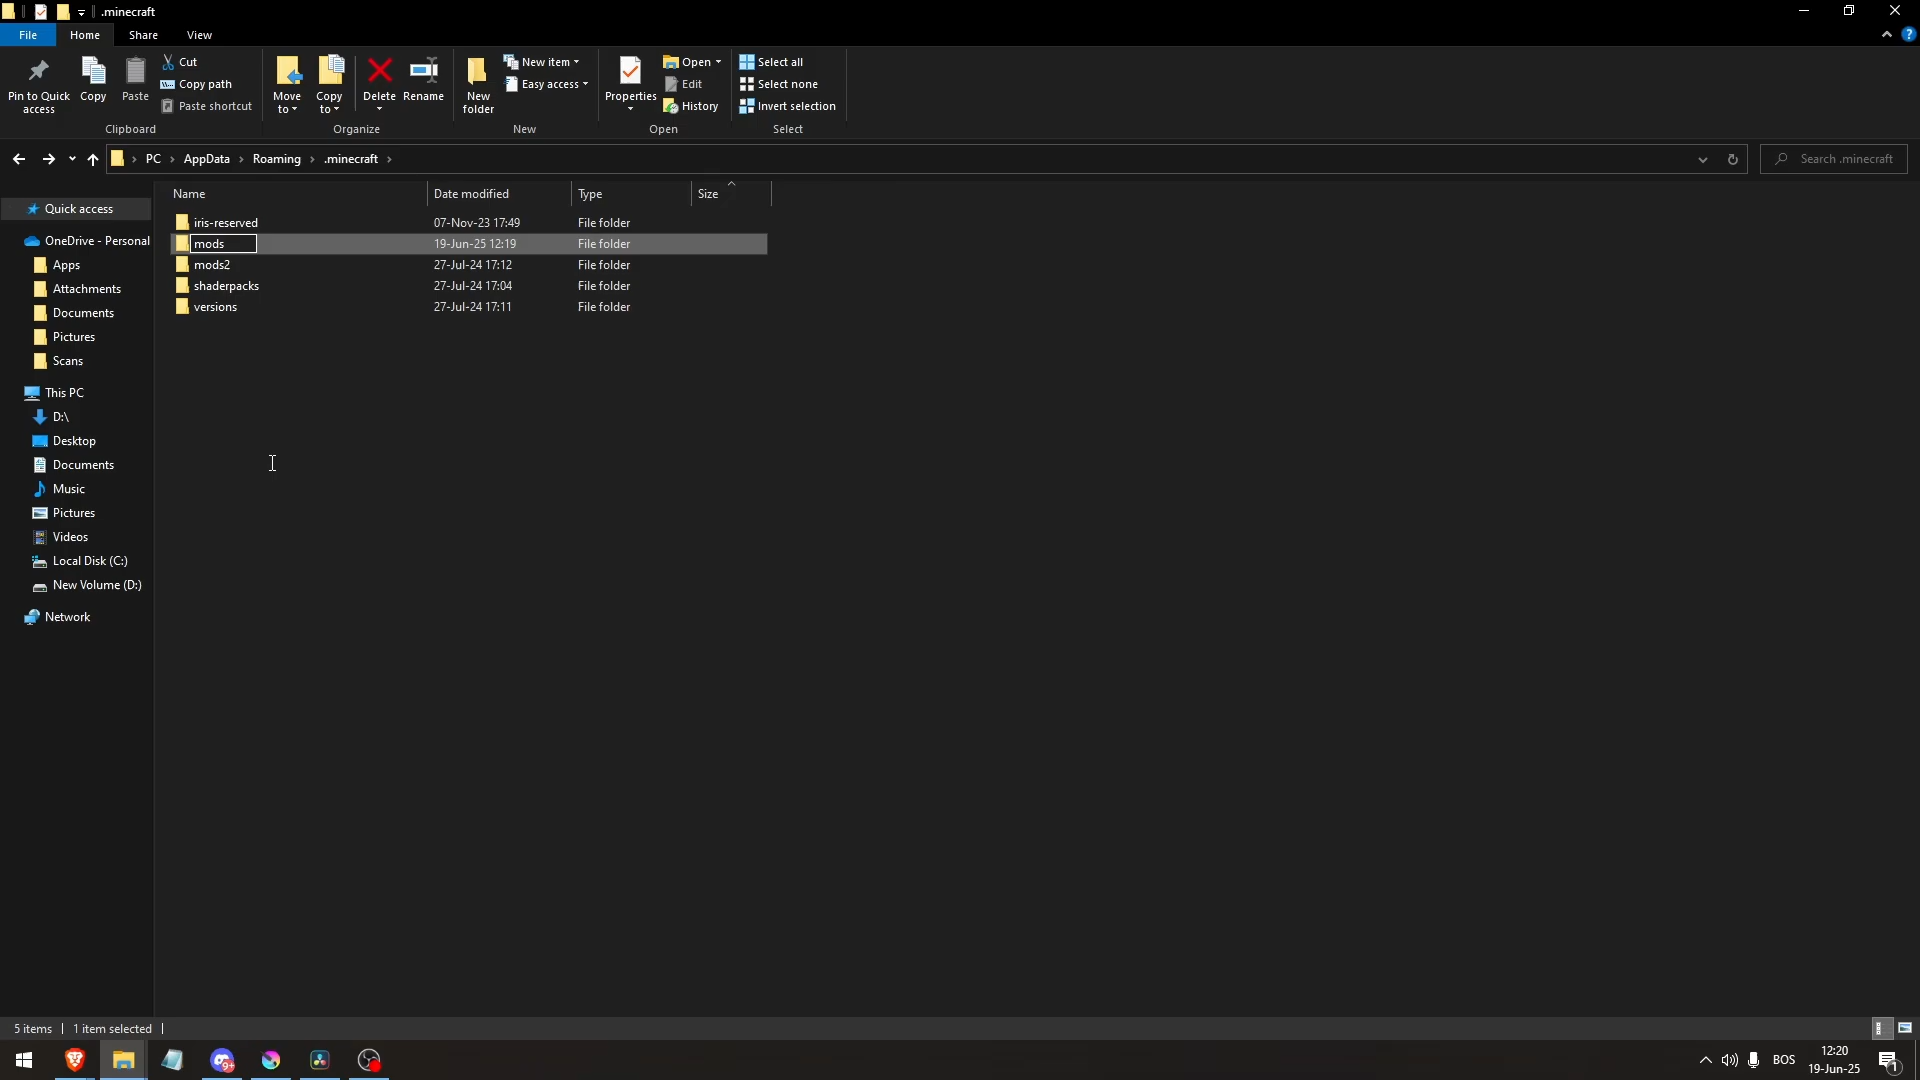 .minecraft
File
Home
Share
View
Pin to Quick access
Copy
Paste
Cut
Copy path
Paste shortcut
Clipboard
Move to
Copy to
Delete
Rename
Organize
New folder
New item
Easy access
New
Properties
Open
Edit
History
Open
Select all
Select none
Invert selection
Select
PC
AppData
Roaming
.minecraft
Search .minecraft
Name
Date modified
Type
Size
iris-reserved 07-Nov-23 17:49 File folder
mods 19-Jun-25 12:19 File folder
mods2 27-Jul-24 17:12 File folder
shaderpacks 27-Jul-24 17:04 File folder
versions 27-Jul-24 17:11 File folder
Quick access
OneDrive - Personal
Apps
Attachments
Documents
Pictures
Scans
This PC
D:\
Desktop
Documents
Music
Pictures
Videos
Local Disk (C:)
New Volume (D:)
Network
5 items
1 item selected
9+
BOS
12:20
19-Jun-25
1